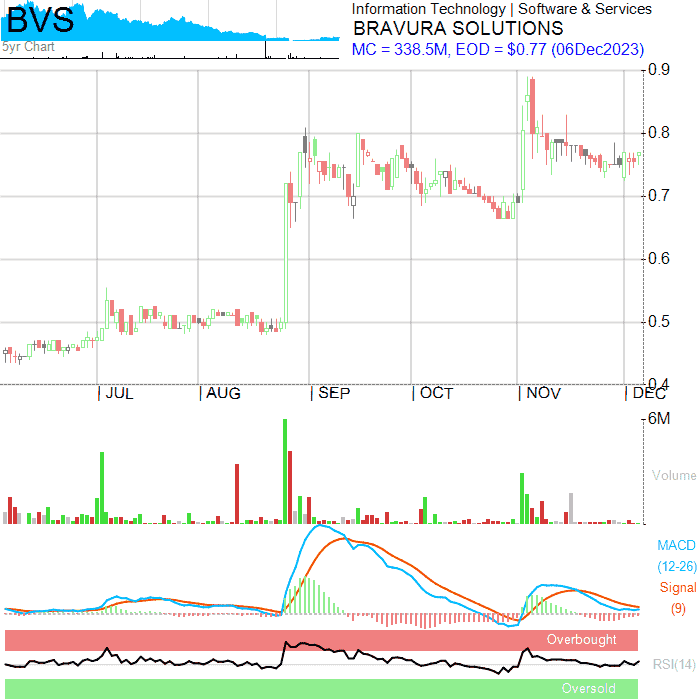 BVS
5yr Chart
Information Technology | Software & Services
BRAVURA SOLUTIONS
MC = 338.5M, EOD = $0.77 (06Dec2023)
0.9
0.8
0.7
0.6
0.5
0.4
| JUL | AUG | SEP | OCT | NOV | DEC
6M
Volume
MACD
(12-26)
Signal
(9)
Overbought
RSI(14)
Oversold